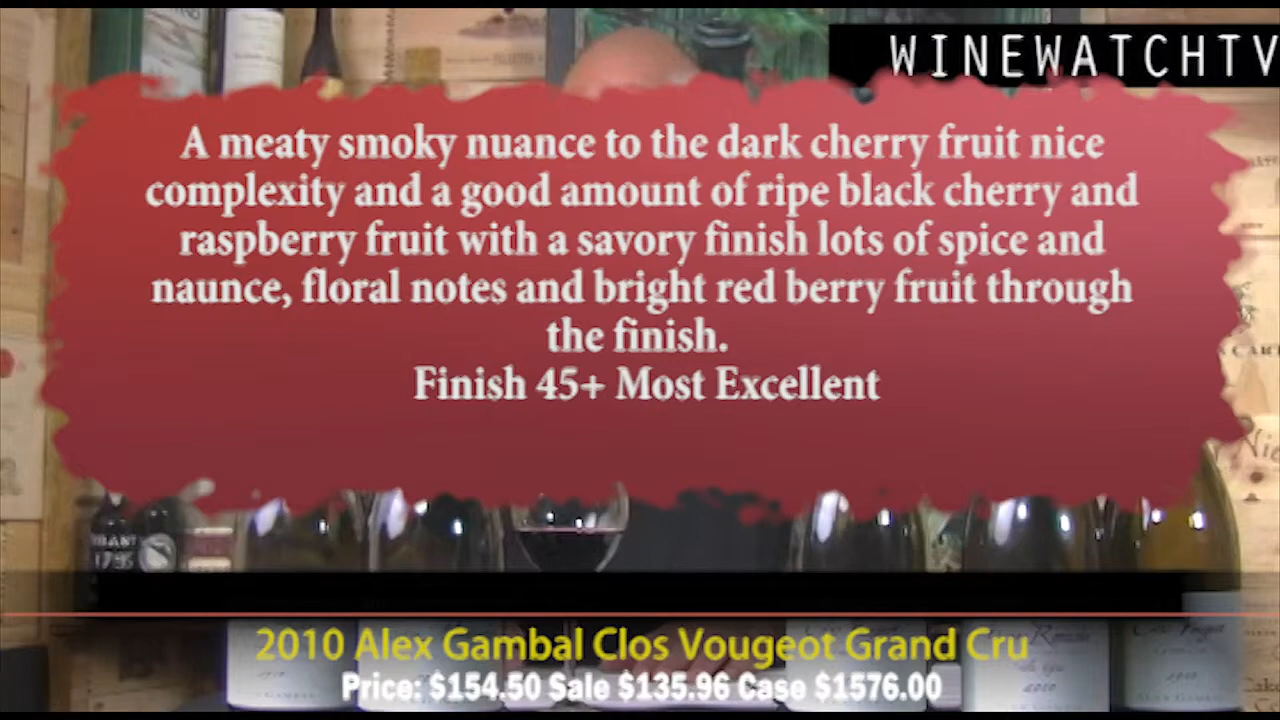 WINEWATCHTV
A meaty smoky nuance to the dark cherry fruit nice
complexity and a good amount of ripe black cherry and
raspberry fruit with a savory finish lots of spice and
naunce, floral notes and bright red berry fruit through
the finish.
Finish 45+ Most Excellent
1795
2010 Alex Gambal Clos Vougeot Grand Cru
Price: $154.50 Sale $135.96 Case $1576.00